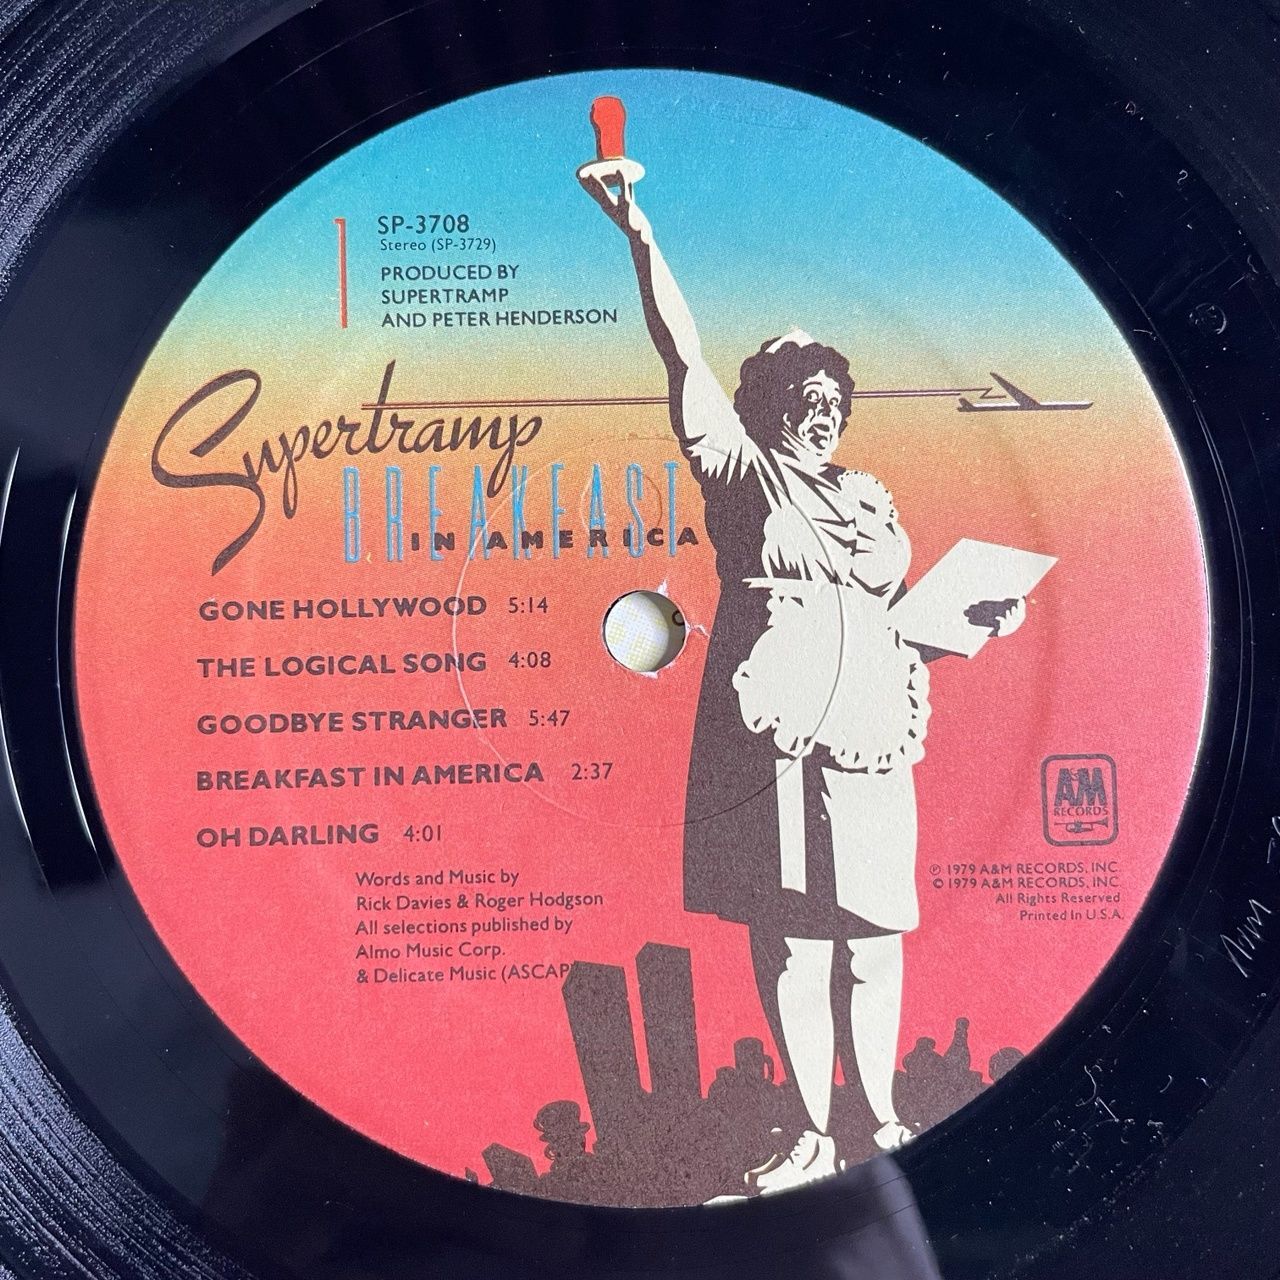 1
SP-3708
Stereo (SP-3729)
PRODUCED BY
SUPERTRAMP
AND PETER HENDERSON
Supertramp
BREAKFAST
IN AMERICA
GONE HOLLYWOOD 5:14
THE LOGICAL SONG 4:08
GOODBYE STRANGER 5:47
BREAKFAST IN AMERICA 2:37
OH DARLING 4:01
Words and Music by
Rick Davies & Roger Hodgson
All selections published by
Almo Music Corp.
& Delicate Music (ASCAP)
A&M
RECORDS
℗ 1979 A&M RECORDS, INC.
© 1979 A&M RECORDS, INC.
All Rights Reserved.
Printed In U.S.A.